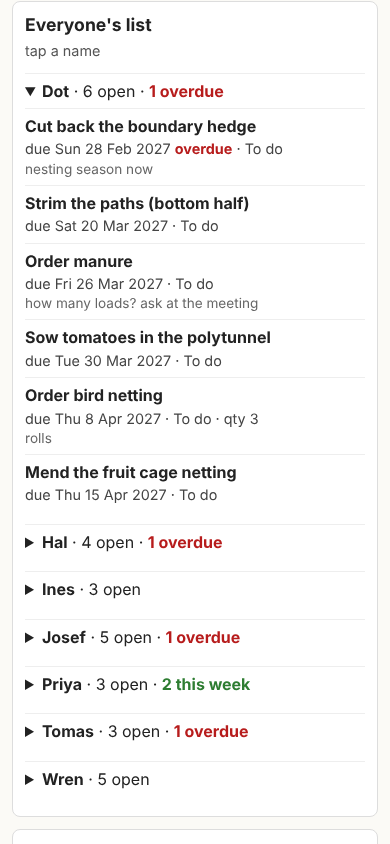 Everyone's list
tap a name
▼ Dot · 6 open · 1 overdue
Cut back the boundary hedge
due Sun 28 Feb 2027 overdue · To do
nesting season now
Strim the paths (bottom half)
due Sat 20 Mar 2027 · To do
Order manure
due Fri 26 Mar 2027 · To do
how many loads? ask at the meeting
Sow tomatoes in the polytunnel
due Tue 30 Mar 2027 · To do
Order bird netting
due Thu 8 Apr 2027 · To do · qty 3
rolls
Mend the fruit cage netting
due Thu 15 Apr 2027 · To do
▶ Hal · 4 open · 1 overdue
▶ Ines · 3 open
▶ Josef · 5 open · 1 overdue
▶ Priya · 3 open · 2 this week
▶ Tomas · 3 open · 1 overdue
▶ Wren · 5 open